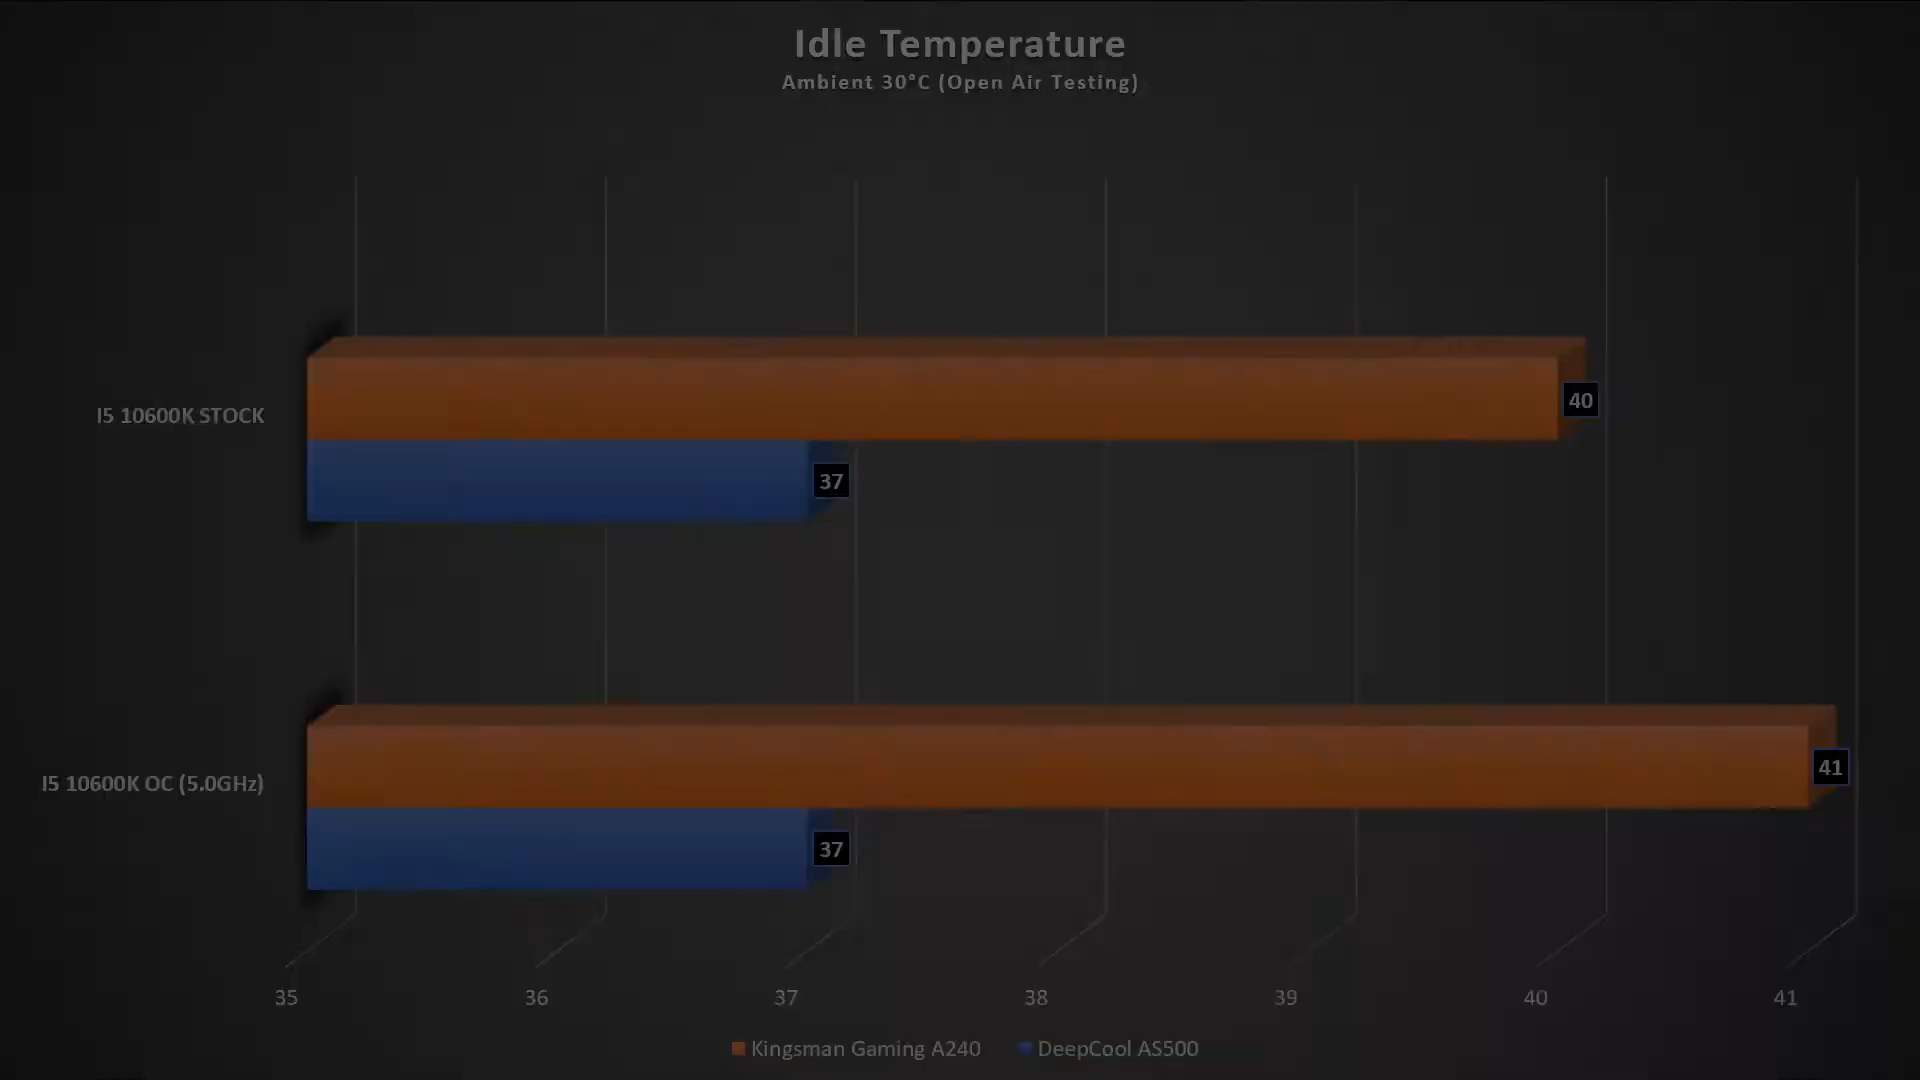 Idle Temperature
Ambient 30°C (Open Air Testing)
I5 10600K STOCK
40
37
I5 10600K OC (5.0GHz)
41
37
35 36 37 38 39 40 41
Kingsman Gaming A240 DeepCool AS500